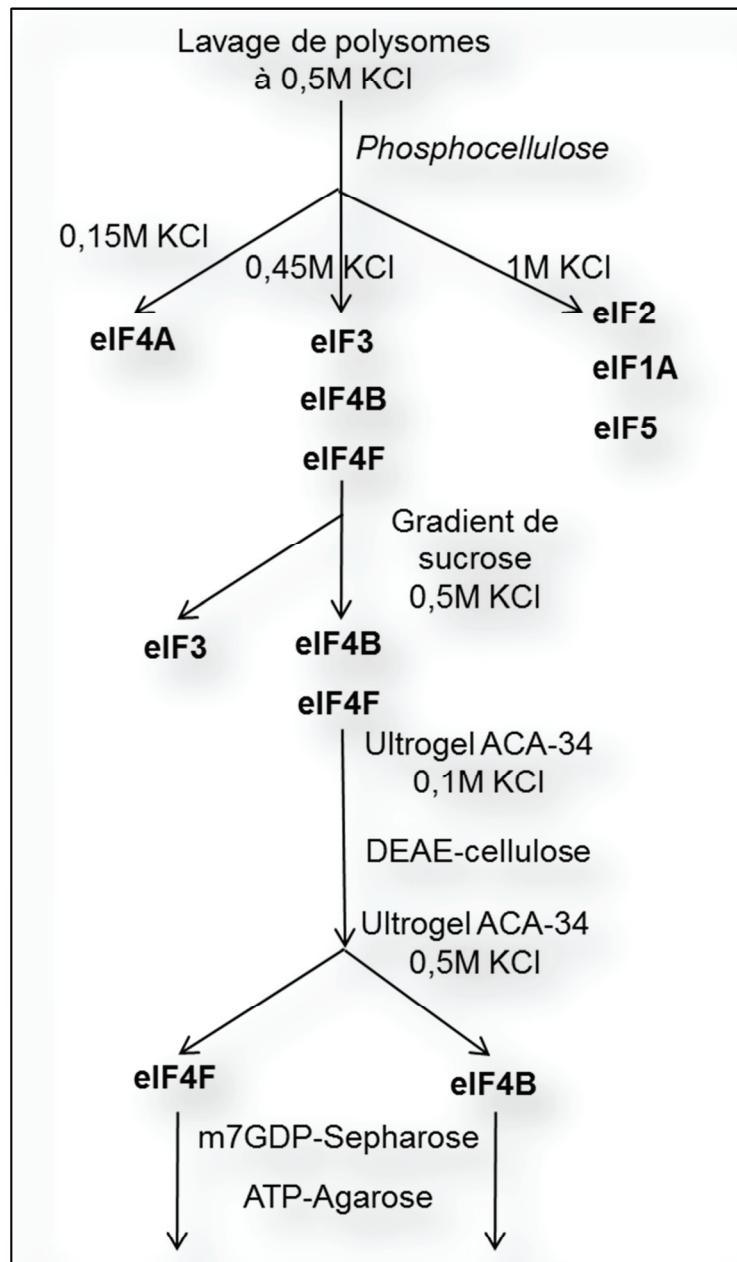 Lavage de polysomes
à 0,5M KCl
Phosphocellulose
0,15M KCl
0,45M KCl
1M KCl
eIF4A
eIF3
eIF2
eIF4B
eIF1A
eIF4F
eIF5
Gradient de
sucrose
0,5M KCl
eIF3
eIF4B
eIF4F
Ultrogel ACA-34
0,1M KCl
DEAE-cellulose
Ultrogel ACA-34
0,5M KCl
eIF4F
eIF4B
m7GDP-Sepharose
ATP-Agarose